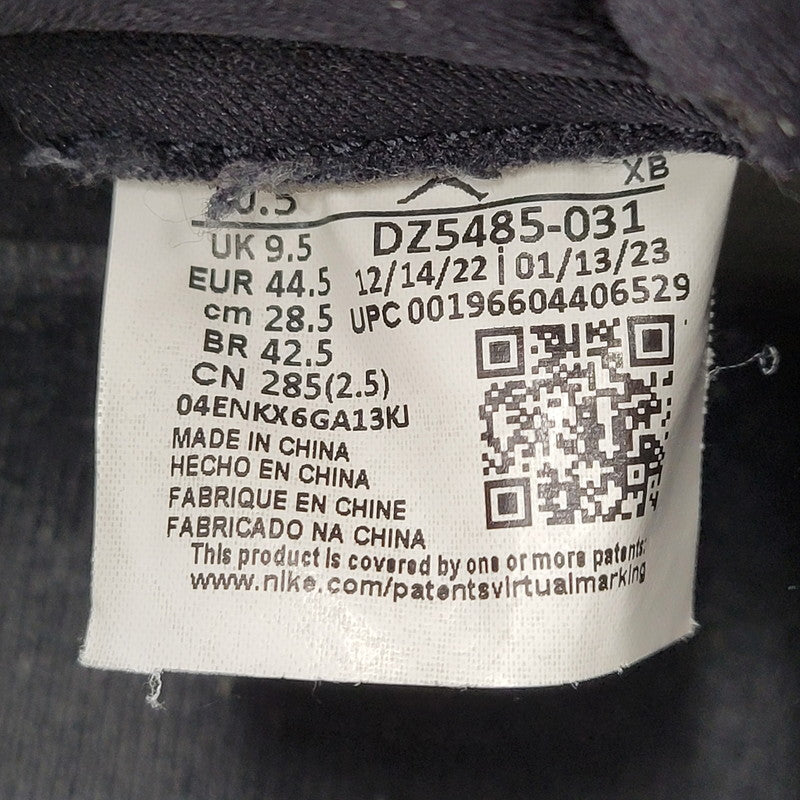 XB
UK 9.5
DZ5485-031
EUR 44.5
12/14/22 | 01/13/23
cm 28.5
UPC 00196604406529
BR 42.5
CN 285(2.5)
04ENKX6GA13KJ
MADE IN CHINA
HECHO EN CHINA
FABRIQUE EN CHINE
FABRICADO NA CHINA
This product is covered by one or more patents:
www.nike.com/patentsvirtualmarking